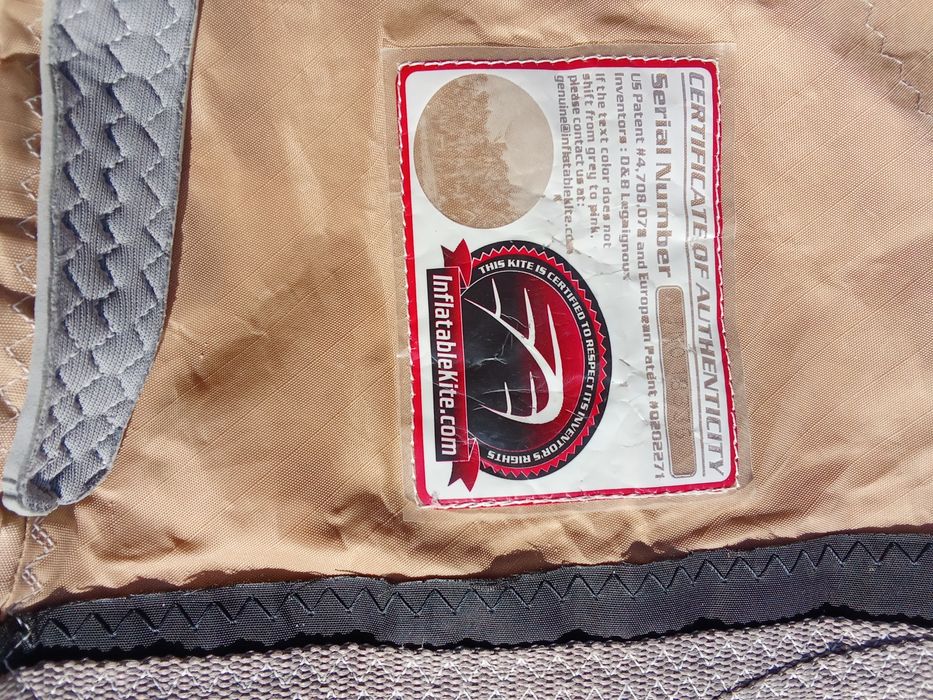 CERTIFICATE OF AUTHENTICITY
Serial Number
US Patent #4,708,078 and European Patent #0202271
Inventors : D&B Legaignoux
If the text color does not
shift from grey to pink,
please contact us at:
genuine@inflatablekite.com
THIS KITE IS CERTIFIED TO RESPECT ITS INVENTOR'S RIGHTS
InflatableKite.com